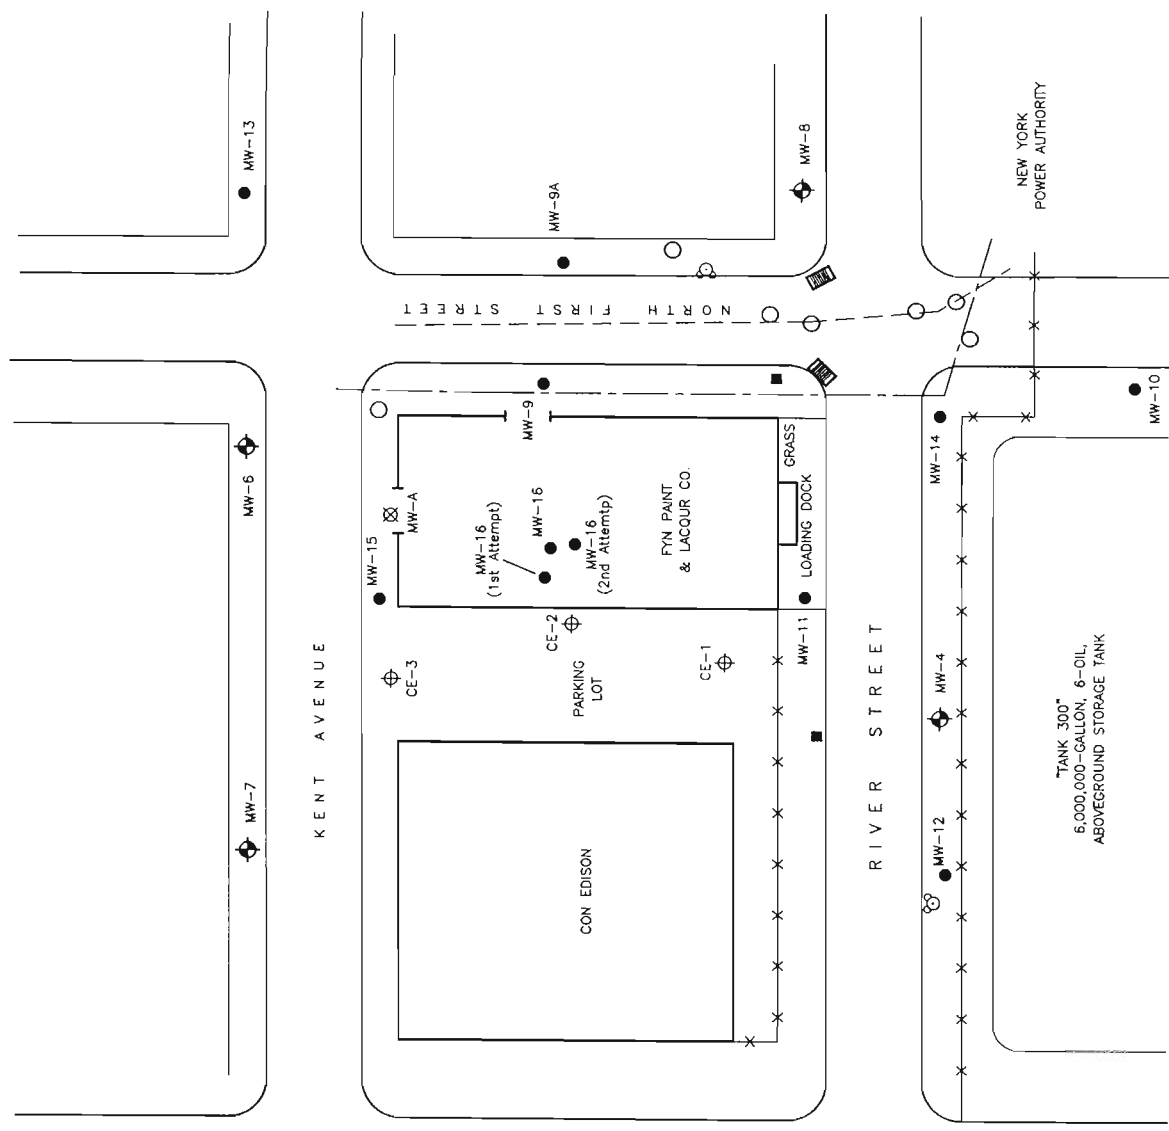 MW-13
MW-8
NEW YORK
POWER AUTHORITY
MW-9A
NORTH FIRST STREET
MW-6
MW-9
MW-A
MW-15
MW-16
(1st Attempt)
MW-16
MW-16
(2nd Attemtp)
FYN PAINT
& LACQUR CO.
GRASS
LOADING DOCK
MW-14
MW-10
CE-2
CE-3
CE-1
MW-11
PARKING
LOT
KENT AVENUE
RIVER STREET
MW-4
MW-7
MW-12
CON EDISON
"TANK 300"
6,000,000-GALLON, 6-OIL,
ABOVEGROUND STORAGE TANK